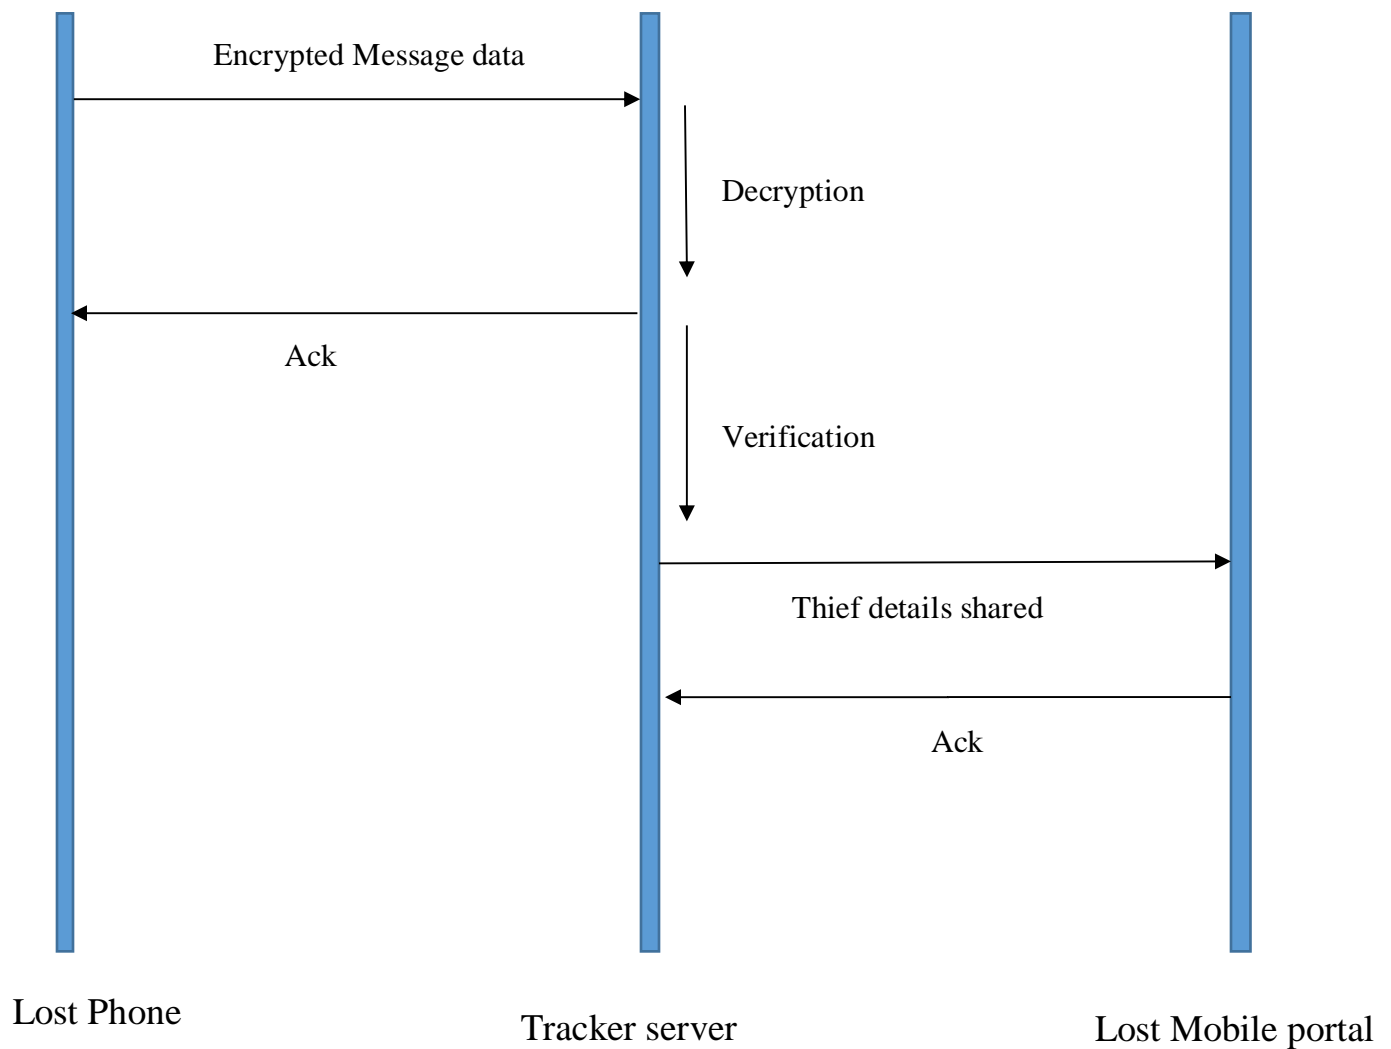 Encrypted Message data
Decryption
Ack
Verification
Thief details shared
Ack
Lost Phone
Tracker server
Lost Mobile portal